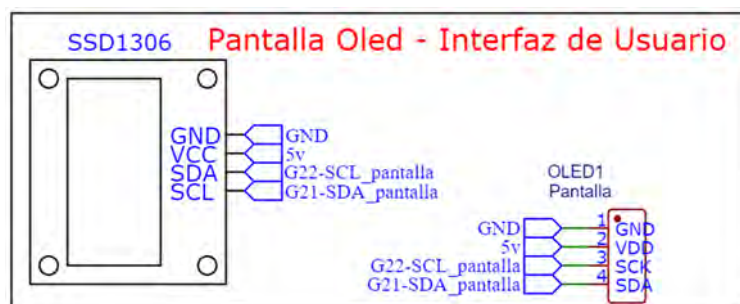 SSD1306
Pantalla Oled - Interfaz de Usuario
GND GND
VCC 5v
SDA G22-SCL_pantalla
SCL G21-SDA_pantalla
OLED1
Pantalla
GND 1 GND
5v 2 VDD
G22-SCL_pantalla 3 SCK
G21-SDA_pantalla 4 SDA